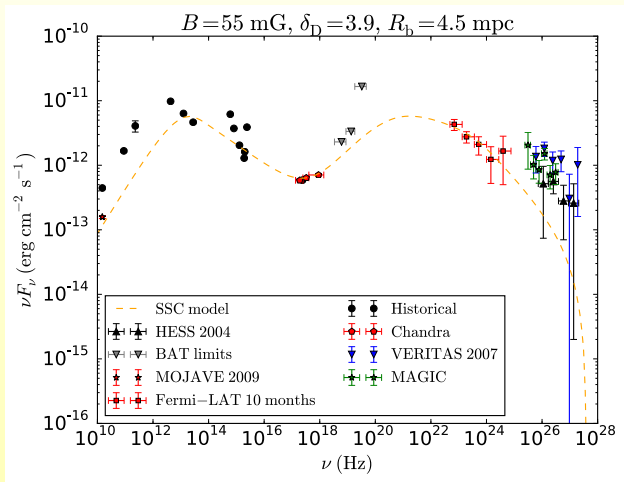 B=55 mG, δ_D=3.9, R_b=4.5 mpc
10^-10
10^-11
10^-12
10^-13
10^-14
10^-15
10^-16
νF_ν (erg cm^−2 s^−1)
SSC model
HESS 2004
BAT limits
MOJAVE 2009
Fermi−LAT 10 months
Historical
Chandra
VERITAS 2007
MAGIC
10^10 10^12 10^14 10^16 10^18 10^20 10^22 10^24 10^26 10^28
ν (Hz)